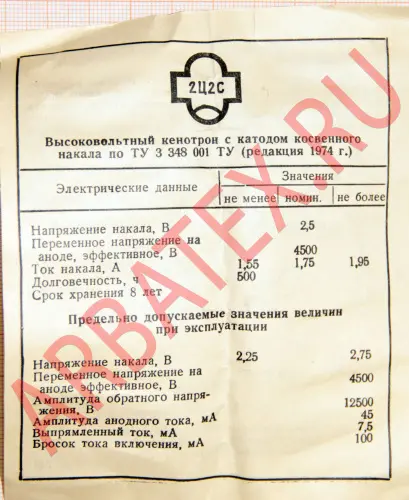 2Ц2С
Высоковольтный кенотрон с катодом косвенного
накала по ТУ 3 348 001 ТУ (редакция 1974 г.)
Электрические данные
Значения
не менее номин. не более
Напряжение накала, В 2,5
Переменное напряжение на
аноде, эффективное, В 4500
Ток накала, А 1,55 1,75 1,95
Долговечность, ч 500
Срок хранения 8 лет
Предельно допускаемые значения величин
при эксплуатации
Напряжение накала, В 2,25 2,75
Переменное напряжение на
аноде эффективное, В 4500
Амплитуда обратного напря-
жения, В 12500
Амплитуда анодного тока, мА 45
Выпрямленный ток, мА 7,5
Бросок тока включения, мА 100
ARBATEX.RU